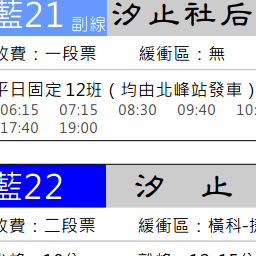 藍21 副線 汐止社后
收費：一段票 緩衝區：無
平日固定12班（均由北峰站發車）
06:15 07:15 08:30 09:40
17:40 19:00
藍22 汐 止
收費：二段票 緩衝區：橫科-